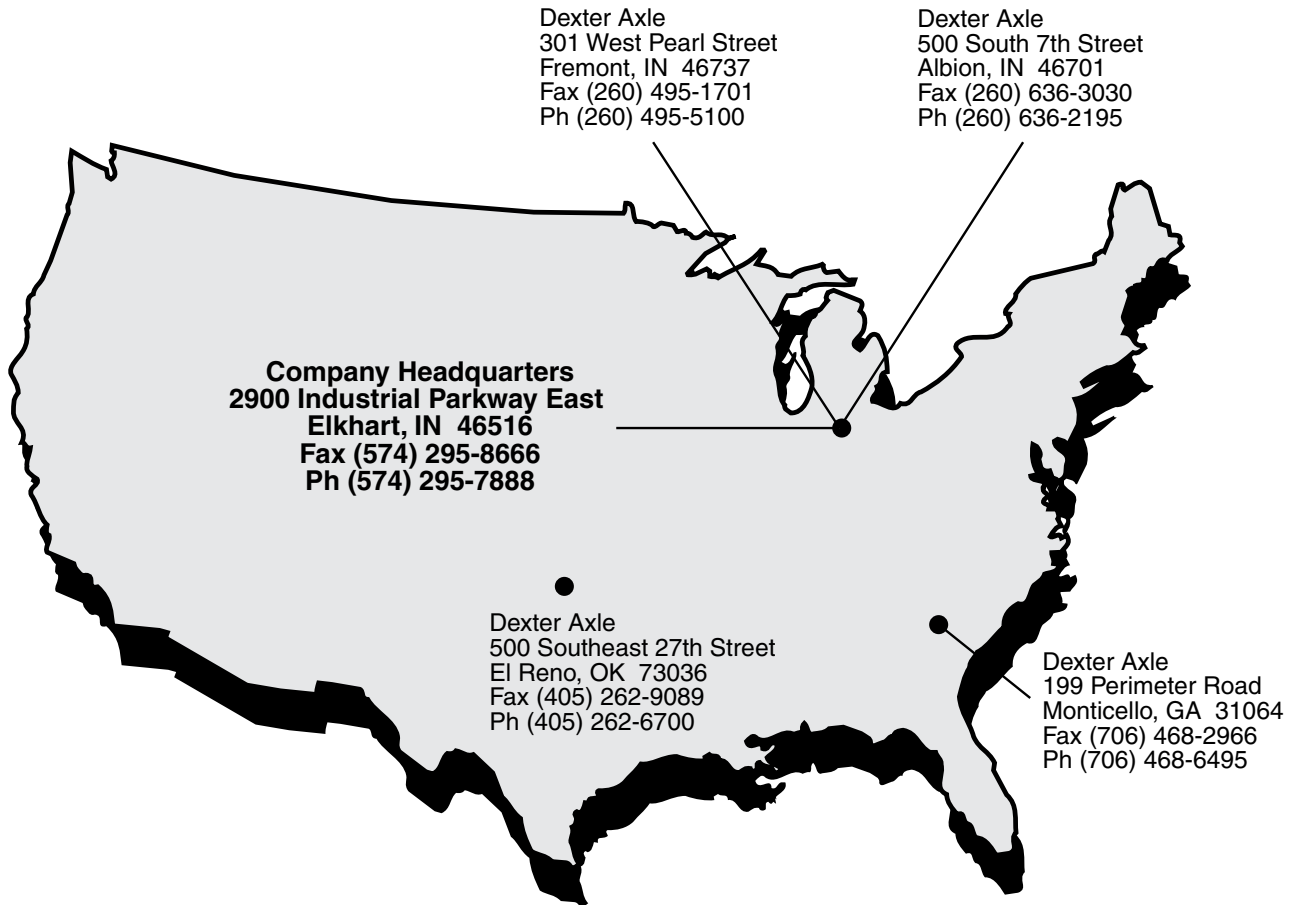 Dexter Axle
301 West Pearl Street
Fremont, IN 46737
Fax (260) 495-1701
Ph (260) 495-5100
Dexter Axle
500 South 7th Street
Albion, IN 46701
Fax (260) 636-3030
Ph (260) 636-2195
Company Headquarters
2900 Industrial Parkway East
Elkhart, IN 46516
Fax (574) 295-8666
Ph (574) 295-7888
Dexter Axle
500 Southeast 27th Street
El Reno, OK 73036
Fax (405) 262-9089
Ph (405) 262-6700
Dexter Axle
199 Perimeter Road
Monticello, GA 31064
Fax (706) 468-2966
Ph (706) 468-6495